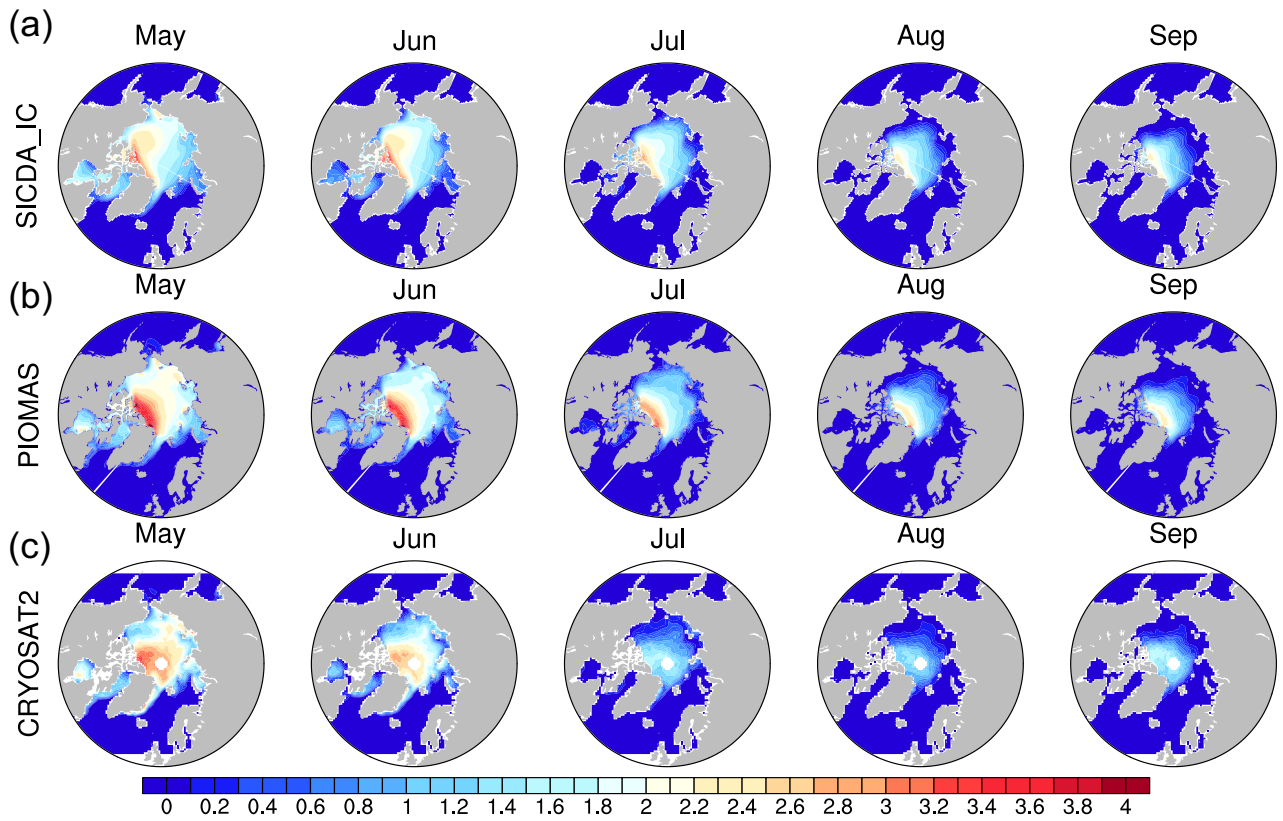 (a)
May Jun Jul Aug Sep
SICDA_IC
(b)
May Jun Jul Aug Sep
PIOMAS
(c)
May Jun Jul Aug Sep
CRYOSAT2
0 0.2 0.4 0.6 0.8 1 1.2 1.4 1.6 1.8 2 2.2 2.4 2.6 2.8 3 3.2 3.4 3.6 3.8 4